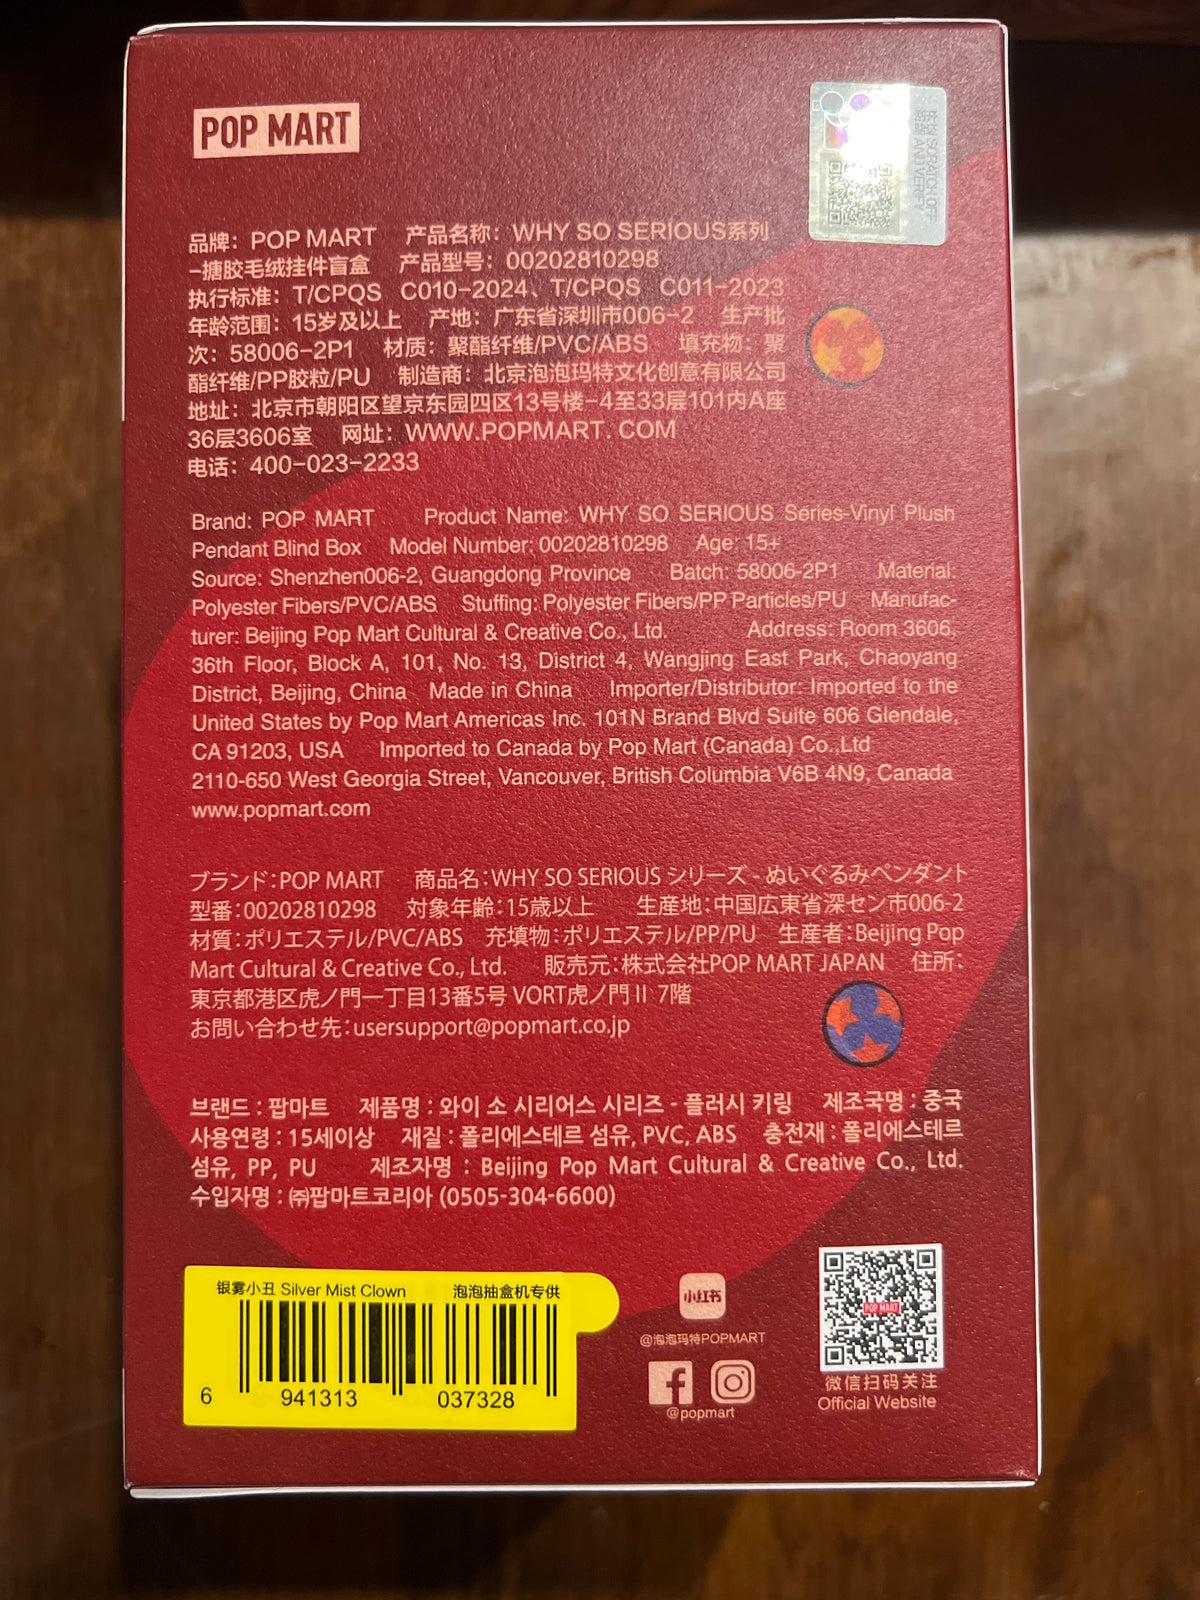 POP MART
SCRATCH OFF
AND VERIFY
品牌：POP MART 产品名称：WHY SO SERIOUS系列
-搪胶毛绒挂件盲盒 产品型号：00202810298
执行标准：T/CPQS C010-2024、T/CPQS C011-2023
年龄范围：15岁及以上 产地：广东省深圳市006-2 生产批
次：58006-2P1 材质：聚酯纤维/PVC/ABS 填充物：聚
酯纤维/PP胶粒/PU 制造商：北京泡泡玛特文化创意有限公司
地址：北京市朝阳区望京东园四区13号楼-4至33层101内A座
36层3606室 网址：WWW.POPMART. COM
电话：400-023-2233
Brand: POP MART Product Name: WHY SO SERIOUS Series-Vinyl Plush
Pendant Blind Box Model Number: 00202810298 Age: 15+
Source: Shenzhen006-2, Guangdong Province Batch: 58006-2P1 Material:
Polyester Fibers/PVC/ABS Stuffing: Polyester Fibers/PP Particles/PU Manufac-
turer: Beijing Pop Mart Cultural & Creative Co., Ltd. Address: Room 3606,
36th Floor, Block A, 101, No. 13, District 4, Wangjing East Park, Chaoyang
District, Beijing, China Made in China Importer/Distributor: Imported to the
United States by Pop Mart Americas Inc. 101N Brand Blvd Suite 606 Glendale,
CA 91203, USA Imported to Canada by Pop Mart (Canada) Co.,Ltd
2110-650 West Georgia Street, Vancouver, British Columbia V6B 4N9, Canada
www.popmart.com
ブランド：POP MART 商品名：WHY SO SERIOUS シリーズ - ぬいぐるみペンダント
型番：00202810298 対象年齢：15歳以上 生産地：中国広東省深セン市006-2
材質：ポリエステル/PVC/ABS 充填物：ポリエステル/PP/PU 生産者：Beijing Pop
Mart Cultural & Creative Co., Ltd. 販売元：株式会社POP MART JAPAN 住所：
東京都港区虎ノ門一丁目13番5号 VORT虎ノ門Ⅱ 7階
お問い合わせ先：usersupport@popmart.co.jp
브랜드 : 팝마트 제품명 : 와이 소 시리어스 시리즈 - 플러시 키링 제조국명 : 중국
사용연령 : 15세이상 재질 : 폴리에스테르 섬유, PVC, ABS 충전재 : 폴리에스테르
섬유, PP, PU 제조자명 : Beijing Pop Mart Cultural & Creative Co., Ltd.
수입자명 : ㈜팝마트코리아 (0505-304-6600)
银雾小丑 Silver Mist Clown 泡泡抽盒机专供
6 941313 037328
小红书
@泡泡玛特POPMART
@popmart
POP MART
微信扫码关注
Official Website